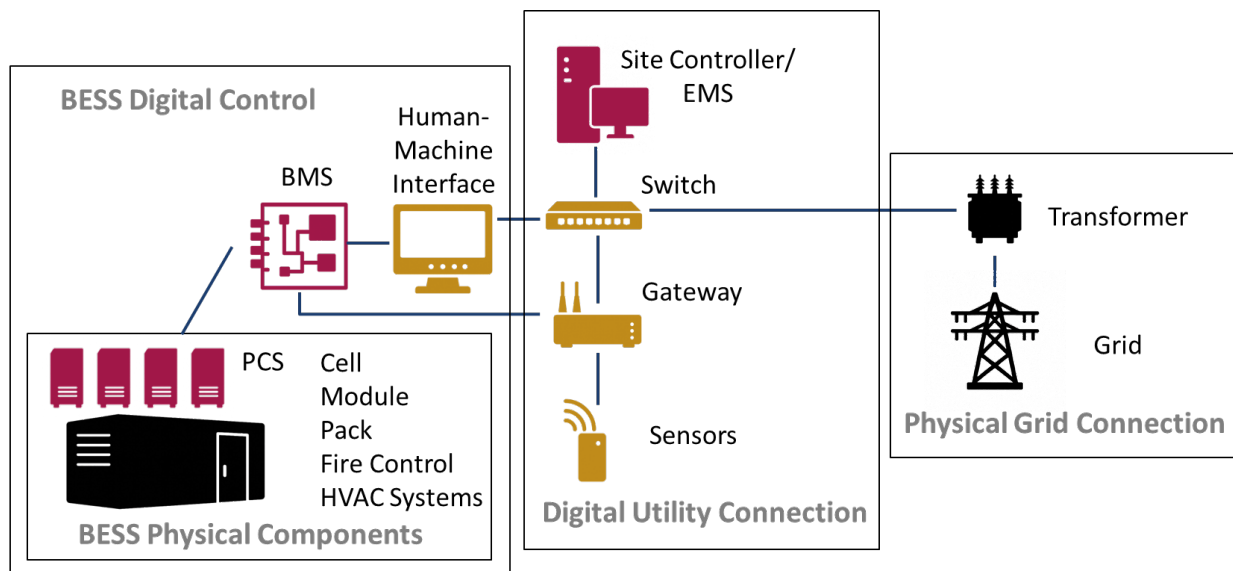 BESS Digital Control
BMS
Human-
Machine
Interface
PCS
Cell
Module
Pack
Fire Control
HVAC Systems
BESS Physical Components
Site Controller/
EMS
Switch
Gateway
Sensors
Digital Utility Connection
Transformer
Grid
Physical Grid Connection